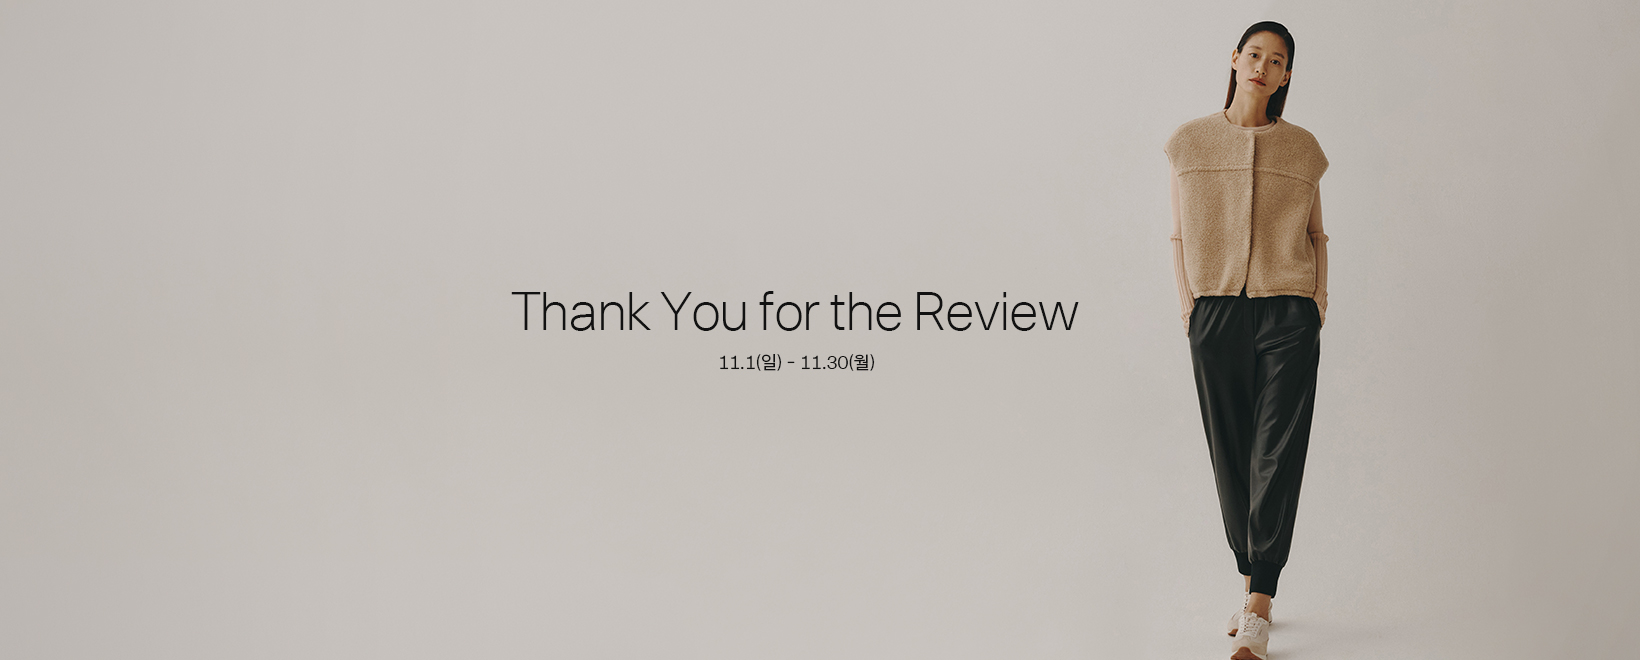 Thank You for the Review
11.1(일) - 11.30(월)